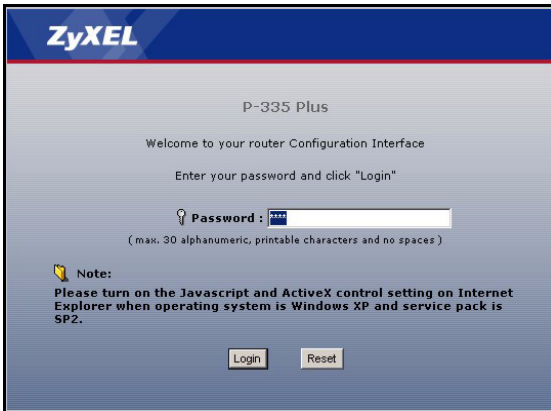 ZyXEL
P-335 Plus
Welcome to your router Configuration Interface
Enter your password and click "Login"
Password : ****
( max. 30 alphanumeric, printable characters and no spaces )
Note:
Please turn on the Javascript and ActiveX control setting on Internet
Explorer when operating system is Windows XP and service pack is
SP2.
Login Reset